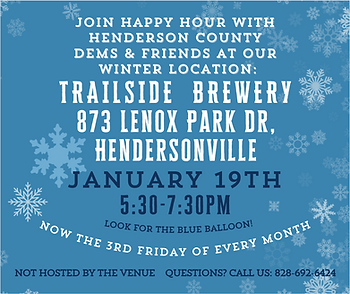 JOIN HAPPY HOUR WITH
HENDERSON COUNTY
DEMS & FRIENDS AT OUR
WINTER LOCATION:
TRAILSIDE BREWERY
873 LENOX PARK DR,
HENDERSONVILLE
JANUARY 19TH
5:30-7:30PM
LOOK FOR THE BLUE BALLOON!
NOW THE 3RD FRIDAY OF EVERY MONTH
NOT HOSTED BY THE VENUE QUESTIONS? CALL US: 828-692-6424